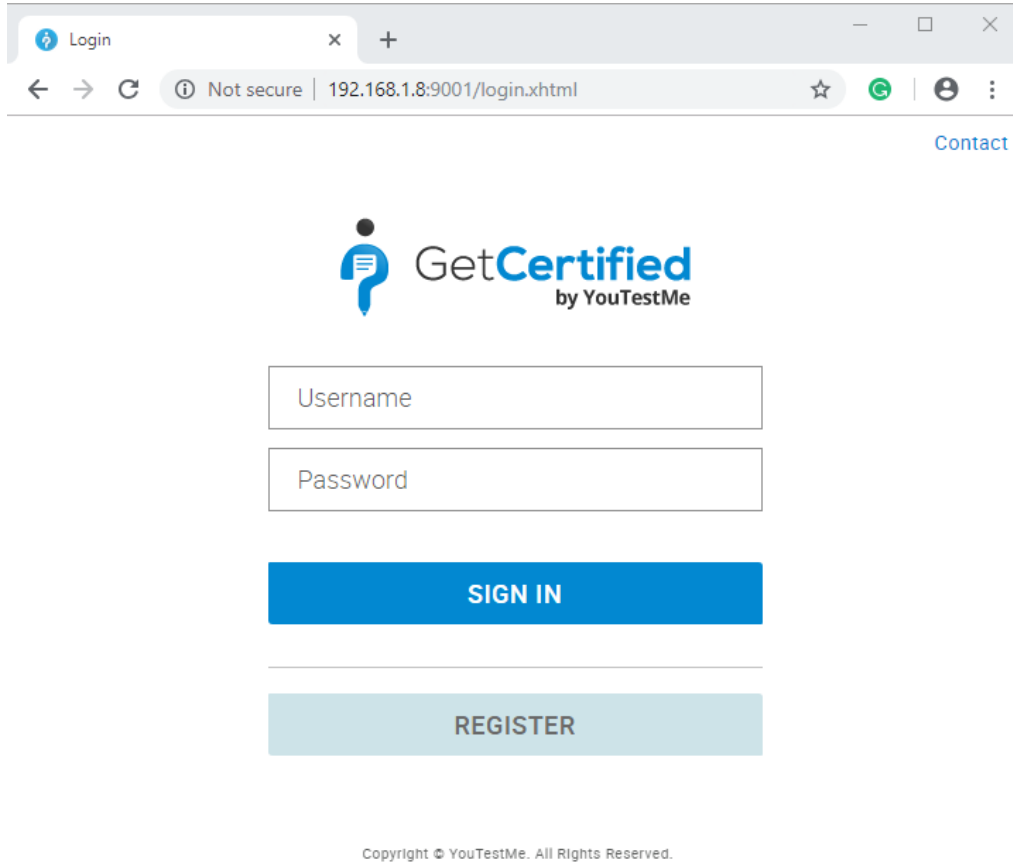 Login
Not secure | 192.168.1.8:9001/login.xhtml
Contact
GetCertified
by YouTestMe
Username
Password
SIGN IN
REGISTER
Copyright © YouTestMe. All Rights Reserved.